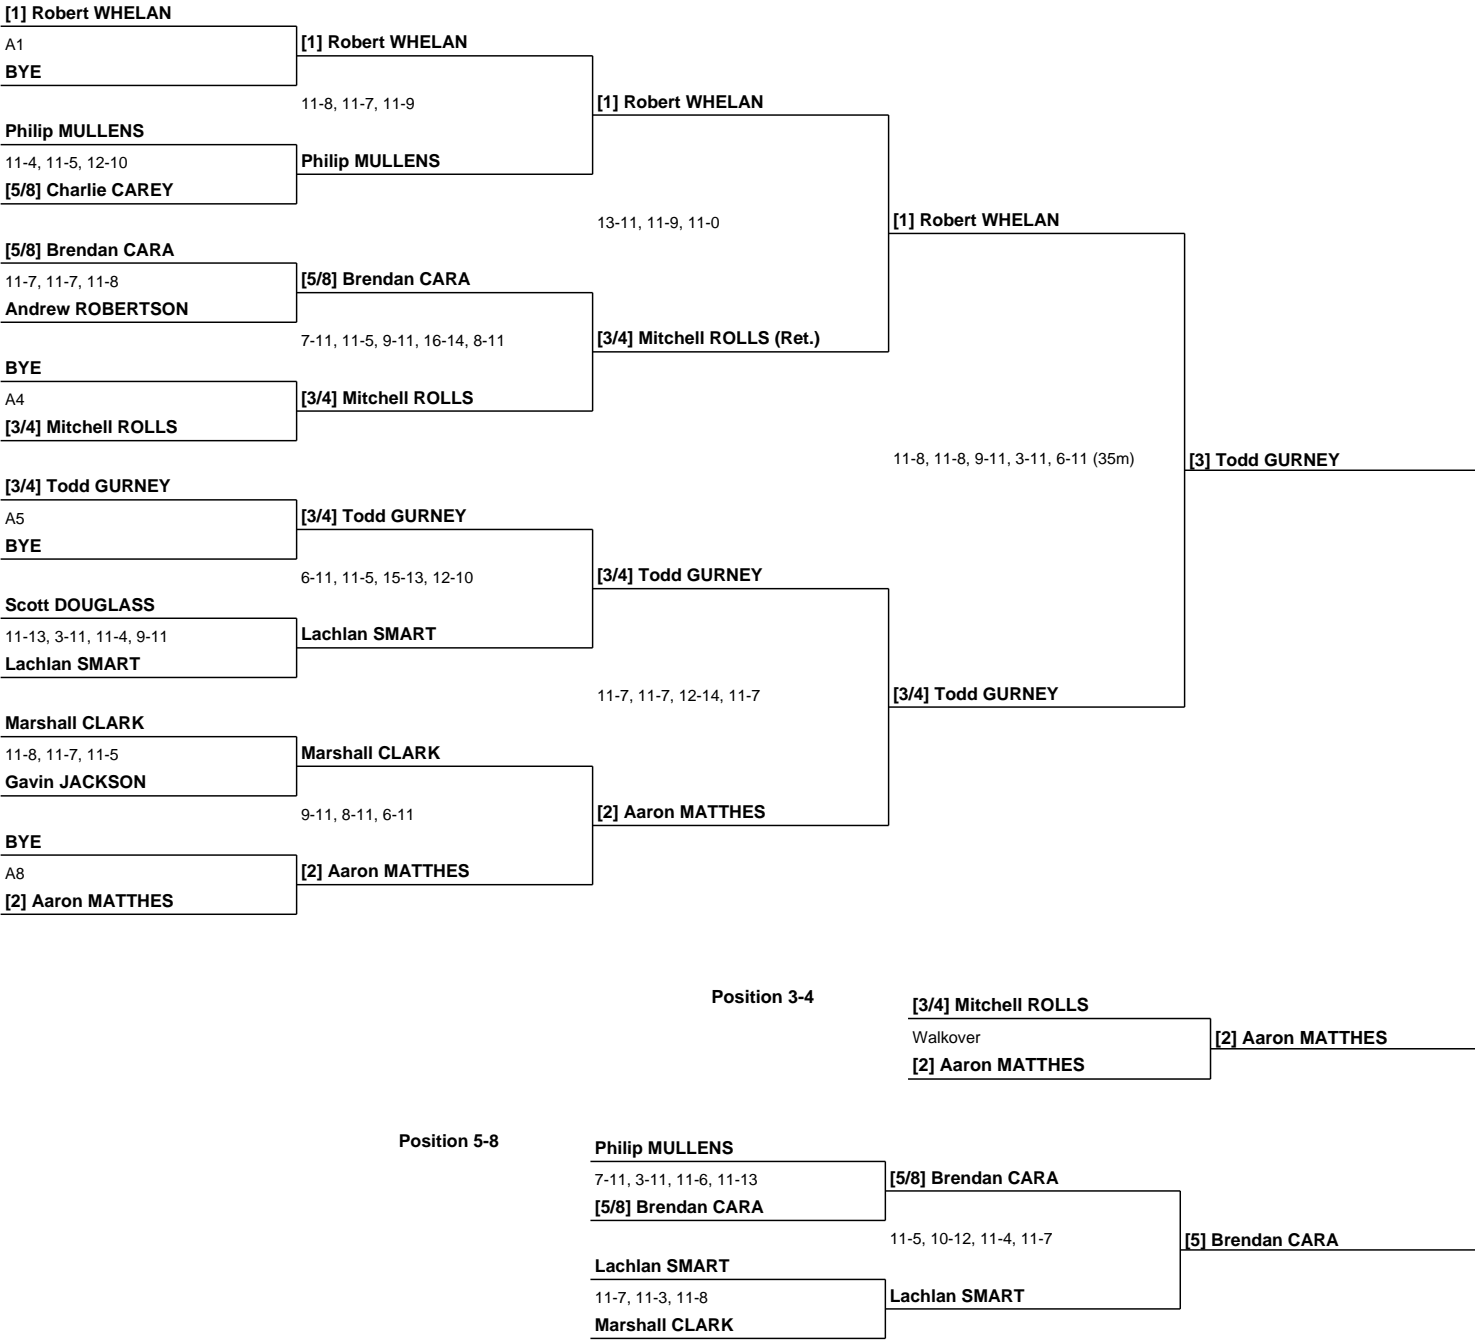 [1] Robert WHELAN
A1
[1] Robert WHELAN
BYE
11-8, 11-7, 11-9
[1] Robert WHELAN
Philip MULLENS
11-4, 11-5, 12-10
Philip MULLENS
[5/8] Charlie CAREY
13-11, 11-9, 11-0
[1] Robert WHELAN
[5/8] Brendan CARA
11-7, 11-7, 11-8
[5/8] Brendan CARA
Andrew ROBERTSON
7-11, 11-5, 9-11, 16-14, 8-11
[3/4] Mitchell ROLLS (Ret.)
BYE
A4
[3/4] Mitchell ROLLS
[3/4] Mitchell ROLLS
11-8, 11-8, 9-11, 3-11, 6-11 (35m)
[3] Todd GURNEY
[3/4] Todd GURNEY
A5
[3/4] Todd GURNEY
BYE
6-11, 11-5, 15-13, 12-10
[3/4] Todd GURNEY
Scott DOUGLASS
11-13, 3-11, 11-4, 9-11
Lachlan SMART
Lachlan SMART
11-7, 11-7, 12-14, 11-7
[3/4] Todd GURNEY
Marshall CLARK
11-8, 11-7, 11-5
Marshall CLARK
Gavin JACKSON
9-11, 8-11, 6-11
[2] Aaron MATTHES
BYE
A8
[2] Aaron MATTHES
[2] Aaron MATTHES
Position 3-4
[3/4] Mitchell ROLLS
Walkover
[2] Aaron MATTHES
[2] Aaron MATTHES
Position 5-8
Philip MULLENS
7-11, 3-11, 11-6, 11-13
[5/8] Brendan CARA
[5/8] Brendan CARA
11-5, 10-12, 11-4, 11-7
[5] Brendan CARA
Lachlan SMART
11-7, 11-3, 11-8
Lachlan SMART
Marshall CLARK